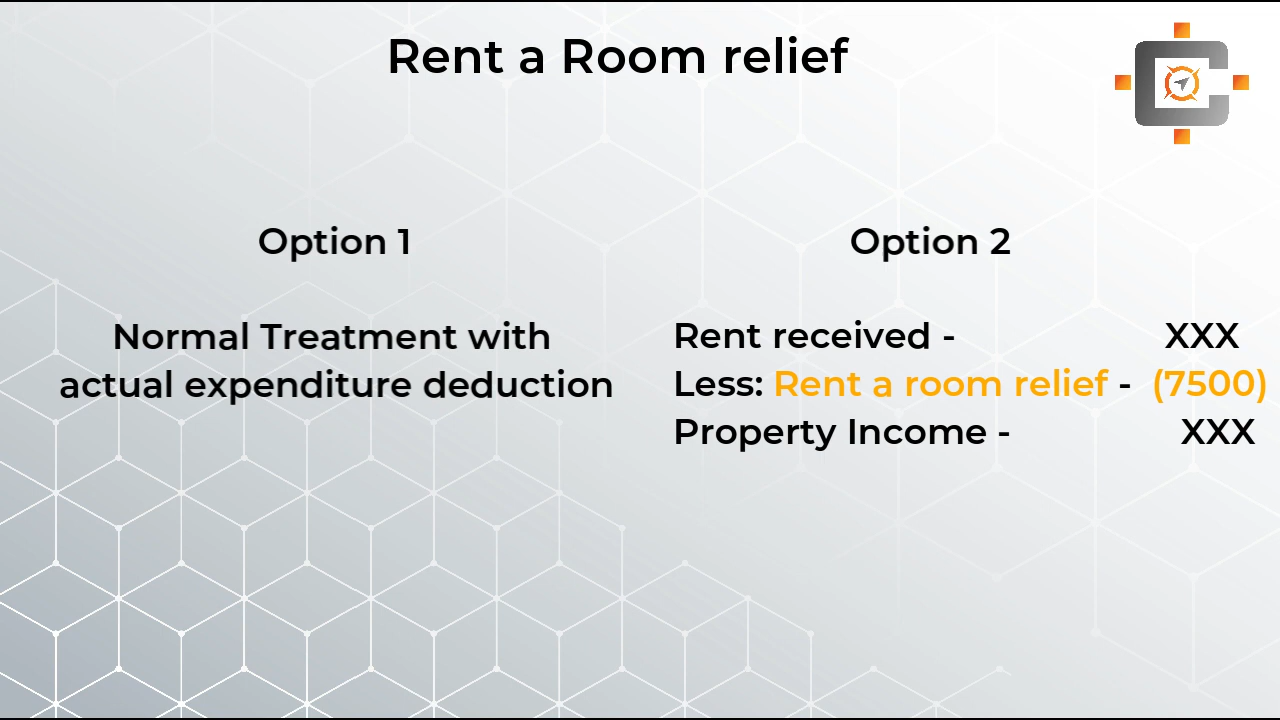 Rent a Room relief
Option 1
Normal Treatment with
actual expenditure deduction
Option 2
Rent received - XXX
Less: Rent a room relief - (7500)
Property Income - XXX